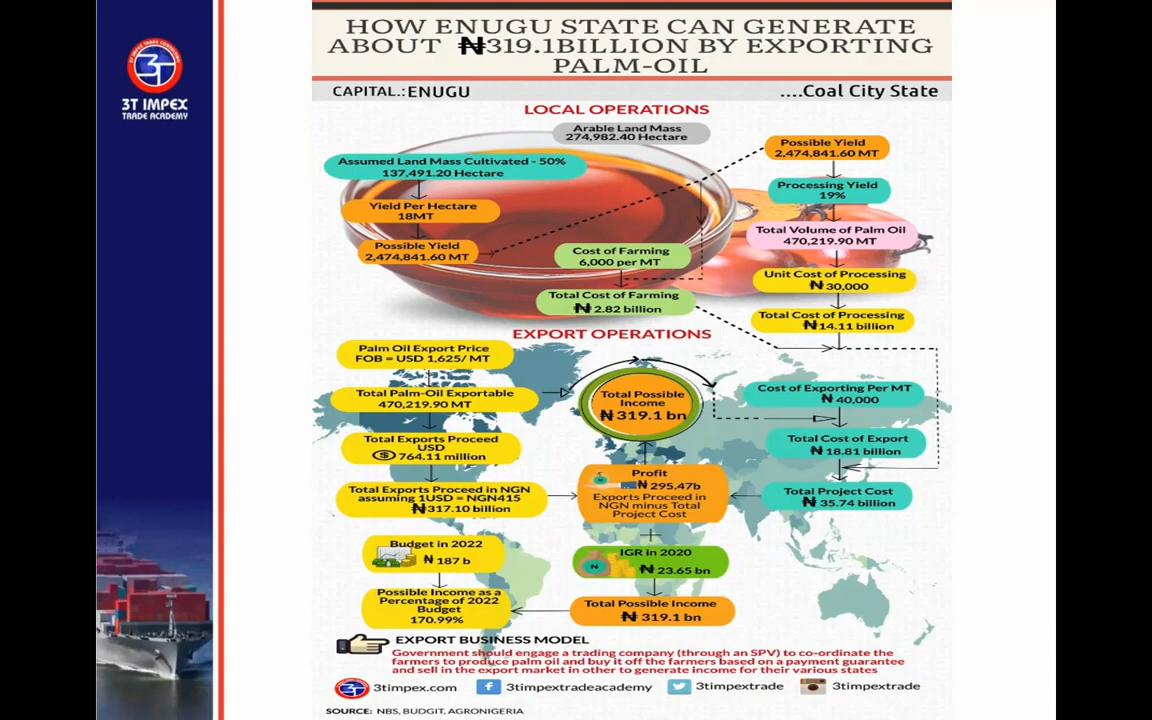 3T IMPEX
TRADE ACADEMY
HOW ENUGU STATE CAN GENERATE
ABOUT ₦319.1BILLION BY EXPORTING
PALM-OIL
CAPITAL.:ENUGU
....Coal City State
LOCAL OPERATIONS
Arable Land Mass
274,982.40 Hectare
Assumed Land Mass Cultivated - 50%
137,491.20 Hectare
Yield Per Hectare
18MT
Possible Yield
2,474,841.60 MT
Cost of Farming
6,000 per MT
Total Cost of Farming
₦ 2.82 billion
Possible Yield
2,474,841.60 MT
Processing Yield
19%
Total Volume of Palm Oil
470,219.90 MT
Unit Cost of Processing
₦ 30,000
Total Cost of Processing
₦14.11 billion
EXPORT OPERATIONS
Palm Oil Export Price
FOB = USD 1,625/ MT
Total Palm-Oil Exportable
470,219.90 MT
Total Exports Proceed
USD
$ 764.11 million
Total Exports Proceed in NGN
assuming 1USD = NGN415
₦317.10 billion
Total Possible
Income
₦ 319.1 bn
Cost of Exporting Per MT
₦ 40,000
Total Cost of Export
₦ 18.81 billion
Total Project Cost
₦ 35.74 billion
Profit
₦ 295.47b
Exports Proceed in
NGN minus Total
Project Cost
Budget in 2022
₦ 187 b
IGR in 2020
₦ 23.65 bn
Possible Income as a
Percentage of 2022
Budget
170.99%
Total Possible Income
₦ 319.1 bn
EXPORT BUSINESS MODEL
Government should engage a trading company (through an SPV) to co-ordinate the
farmers to produce palm oil and buy it off the farmers based on a payment guarantee
and sell in the export market in other to generate income for their various states
3T
3timpex.com
3timpextradeacademy
3timpextrade
3timpextrade
SOURCE: NBS, BUDGIT, AGRONIGERIA